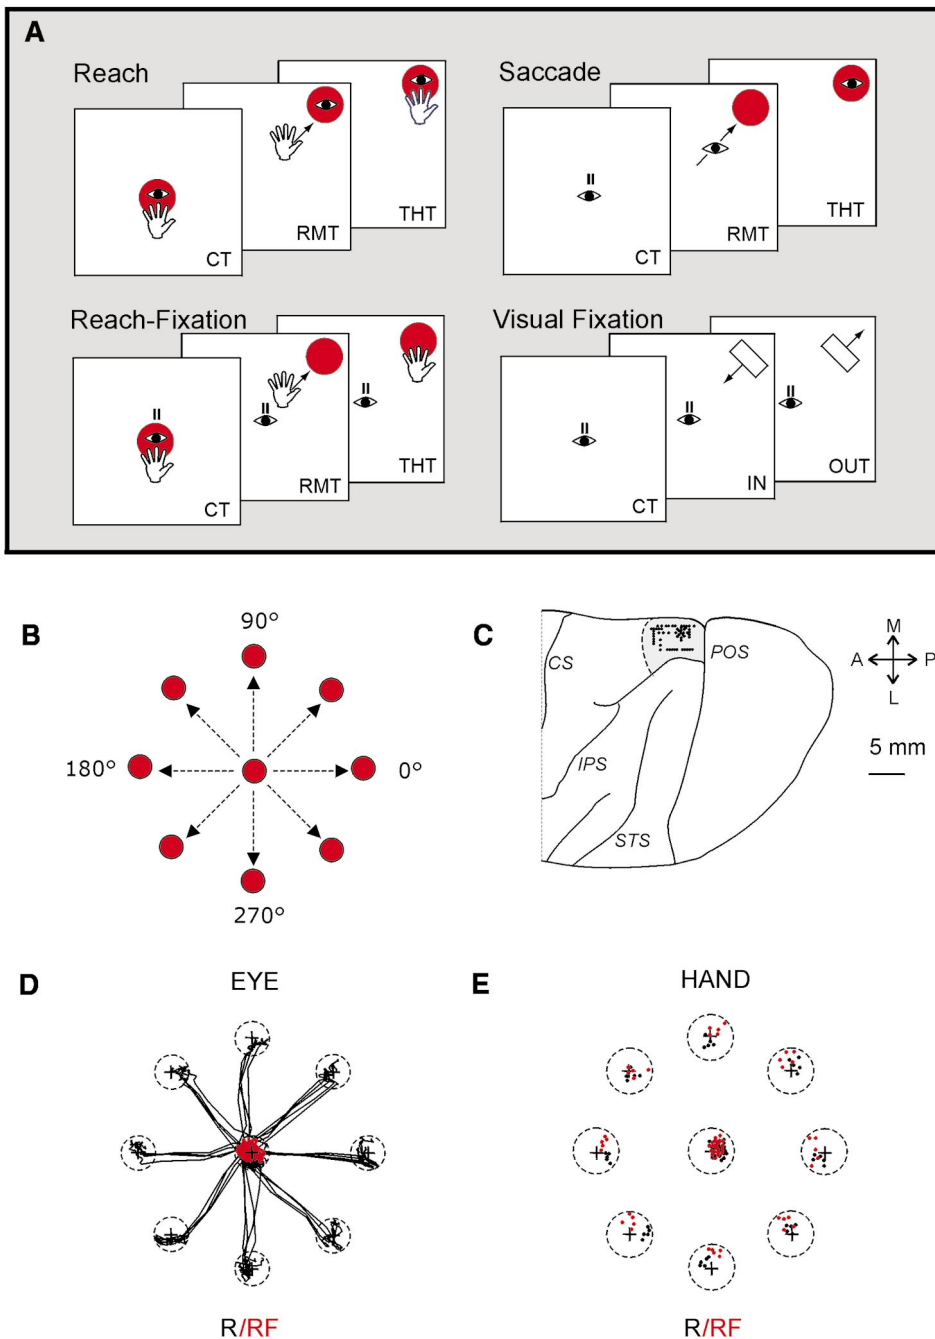 A
Reach
CT
RMT
THT
Saccade
CT
RMT
THT
Reach-Fixation
CT
RMT
THT
Visual Fixation
CT
IN
OUT
B
90°
180°
0°
270°
C
CS
POS
IPS
STS
M
A
P
L
5 mm
D
EYE
R/RF
E
HAND
R/RF